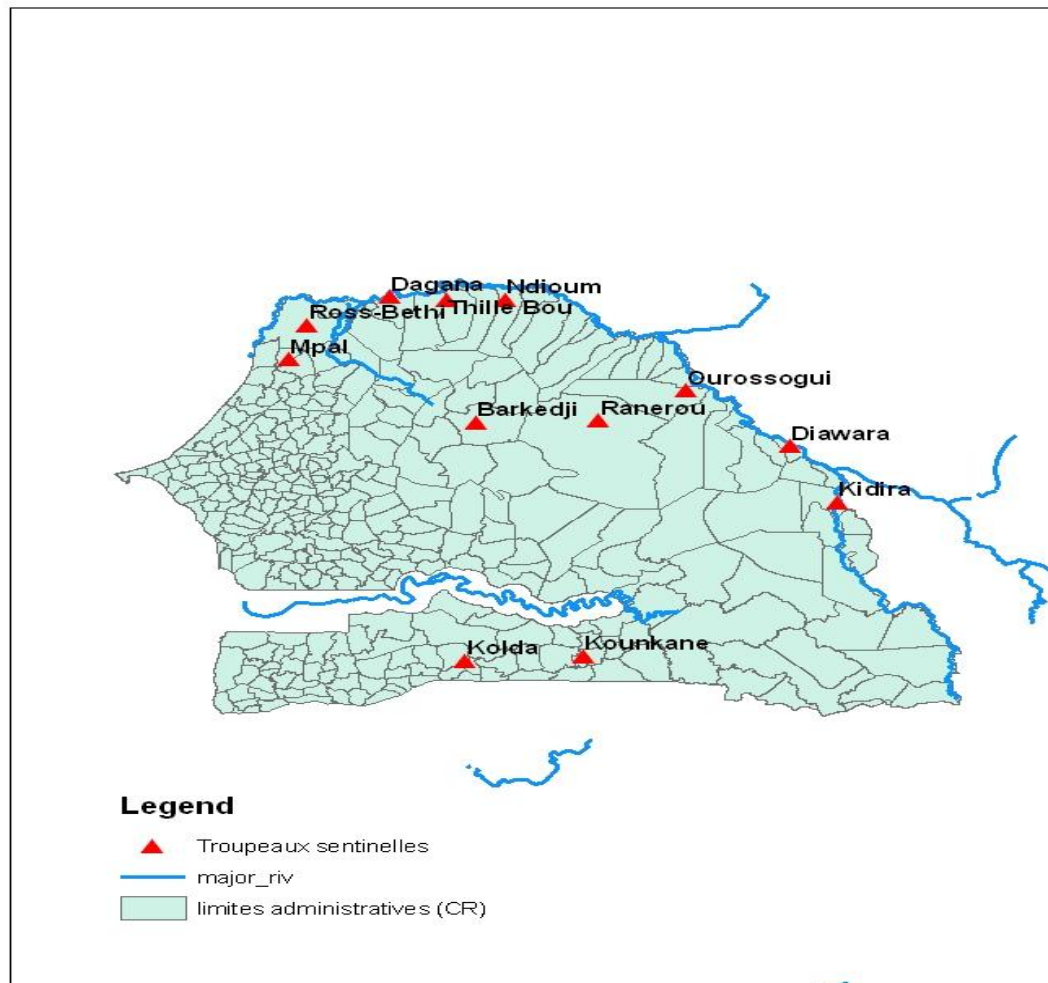 Dagana
Ndioum
Ross-Bethi
Thille Bou
Mpal
Ourossogui
Barkedji
Ranerou
Diawara
Kidira
Kolda
Kounkane
Legend
Troupeaux sentinelles
major_riv
limites administratives (CR)